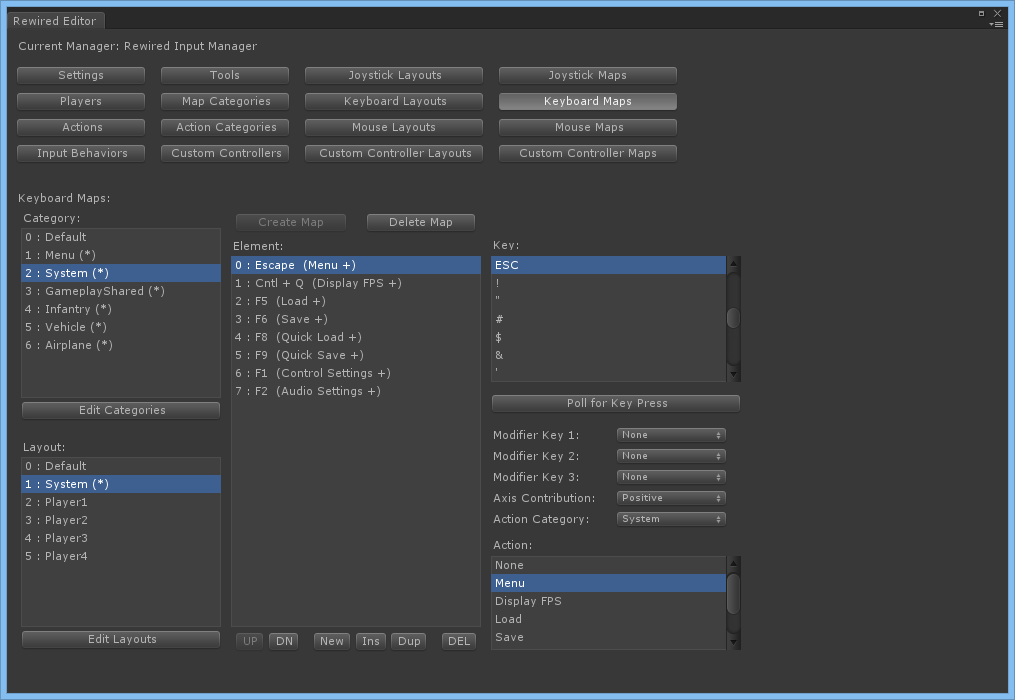 Rewired Editor
Current Manager: Rewired Input Manager
Settings Tools Joystick Layouts Joystick Maps
Players Map Categories Keyboard Layouts Keyboard Maps
Actions Action Categories Mouse Layouts Mouse Maps
Input Behaviors Custom Controllers Custom Controller Layouts Custom Controller Maps
Keyboard Maps:
Category:
0 : Default
1 : Menu (*)
2 : System (*)
3 : GameplayShared (*)
4 : Infantry (*)
5 : Vehicle (*)
6 : Airplane (*)
Edit Categories
Layout:
0 : Default
1 : System (*)
2 : Player1
3 : Player2
4 : Player3
5 : Player4
Edit Layouts
Create Map Delete Map
Element:
0 : Escape (Menu +)
1 : Cntl + Q (Display FPS +)
2 : F5 (Load +)
3 : F6 (Save +)
4 : F8 (Quick Load +)
5 : F9 (Quick Save +)
6 : F1 (Control Settings +)
7 : F2 (Audio Settings +)
UP DN New Ins Dup DEL
Key:
ESC
!
"
#
$
&
'
Poll for Key Press
Modifier Key 1: None
Modifier Key 2: None
Modifier Key 3: None
Axis Contribution: Positive
Action Category: System
Action:
None
Menu
Display FPS
Load
Save